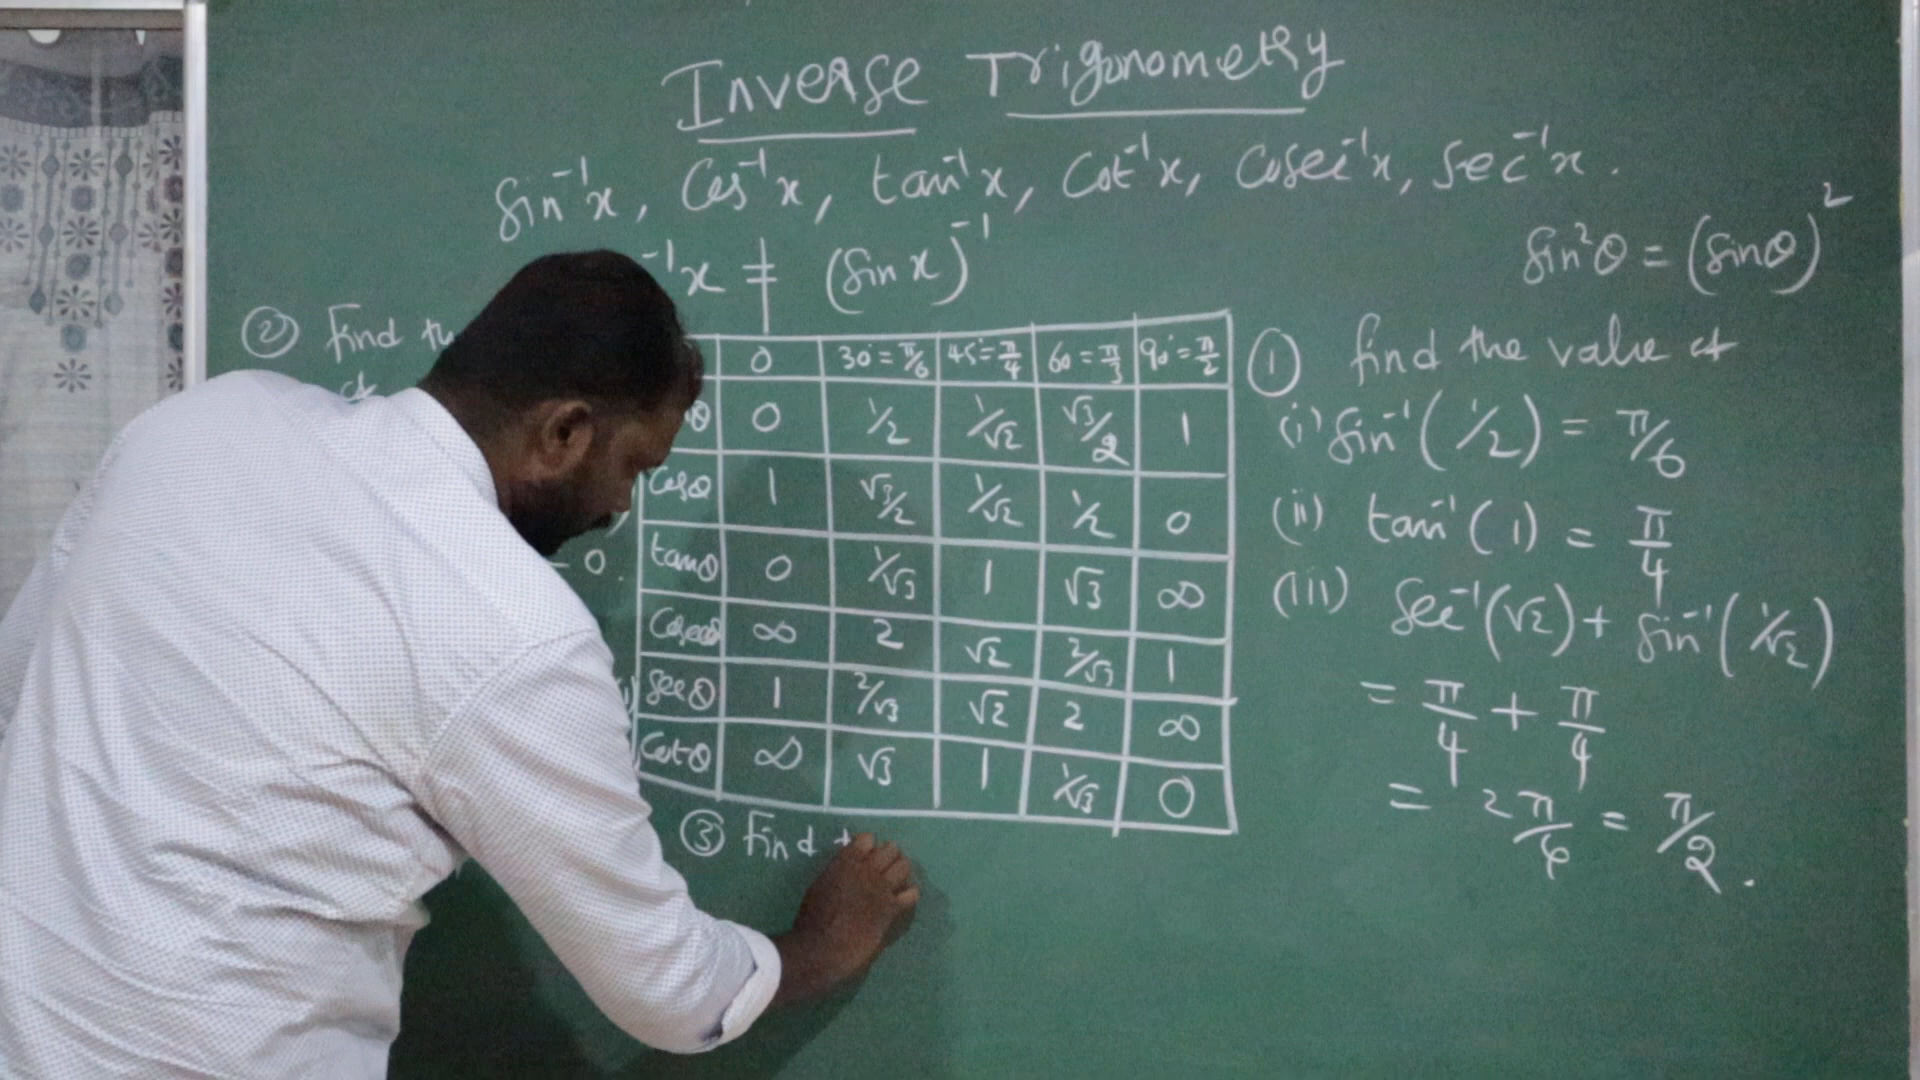 Inverse Trigonometry
sin⁻¹x, Cos⁻¹x, tan⁻¹x, Cot⁻¹x, Cosec⁻¹x, Sec⁻¹x.
⁻¹x ≠ (sin x)⁻¹
sin²θ = (sinθ)²
② Find
= 0.
0 30° = π/6 45° = π/4 60 = π/3 90° = π/2
θ 0 1/2 1/√2 √3/2 1
Cosθ 1 √3/2 1/√2 1/2 0
tanθ 0 1/√3 1 √3 ∞
Cosecθ ∞ 2 √2 2/√3 1
Secθ 1 2/√3 √2 2 ∞
Cotθ ∞ √3 1 1/√3 0
③ Find
① find the value of
(i) sin⁻¹(1/2) = π/6
(ii) tan⁻¹(1) = π/4
(iii) Sec⁻¹(√2) + sin⁻¹(1/√2)
= π/4 + π/4
= 2π/4 = π/2.